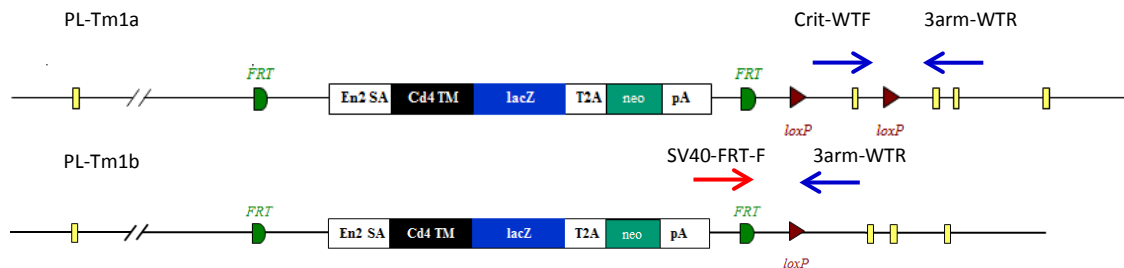 PL-Tm1a
Crit-WTF 3arm-WTR
FRT FRT
En2 SA Cd4 TM lacZ T2A neo pA
loxP loxP
PL-Tm1b
SV40-FRT-F 3arm-WTR
FRT FRT
En2 SA Cd4 TM lacZ T2A neo pA
loxP